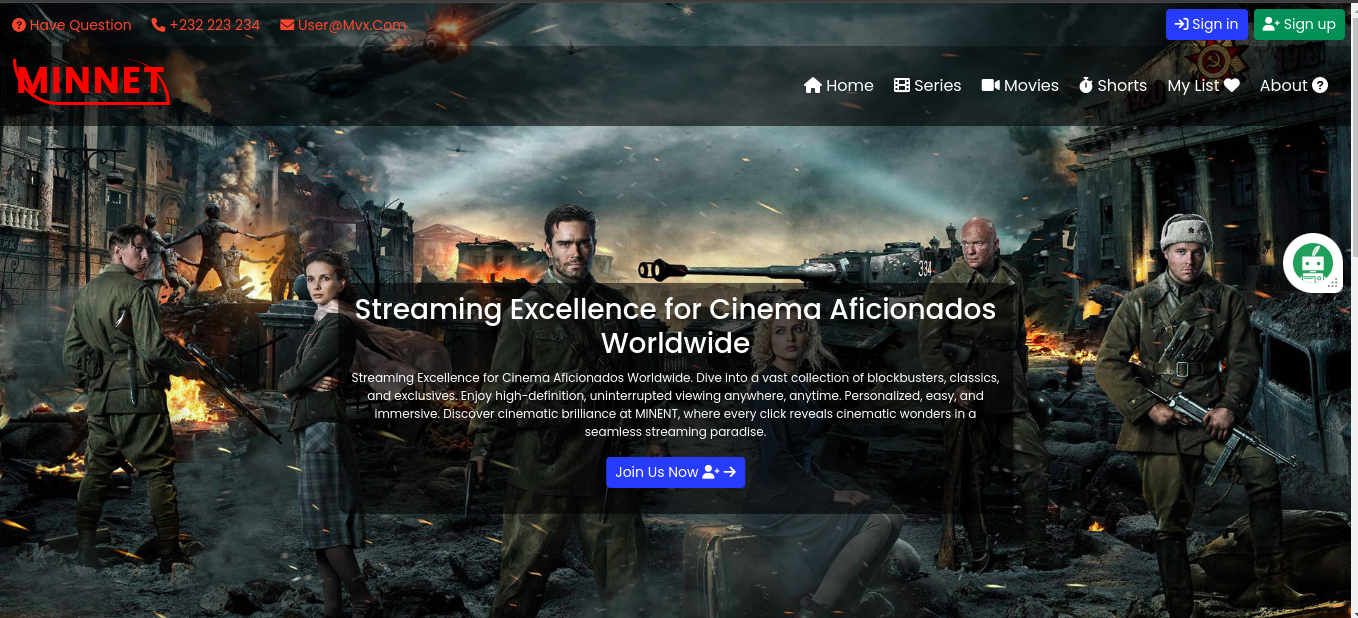 Have Question +232 223 234 User@Mvx.Com Sign in Sign up
MINNET
Home Series Movies Shorts My List About
1920
334
Streaming Excellence for Cinema Aficionados
Worldwide
Streaming Excellence for Cinema Aficionados Worldwide. Dive into a vast collection of blockbusters, classics,
and exclusives. Enjoy high-definition, uninterrupted viewing anywhere, anytime. Personalized, easy, and
immersive. Discover cinematic brilliance at MINENT, where every click reveals cinematic wonders in a
seamless streaming paradise.
Join Us Now